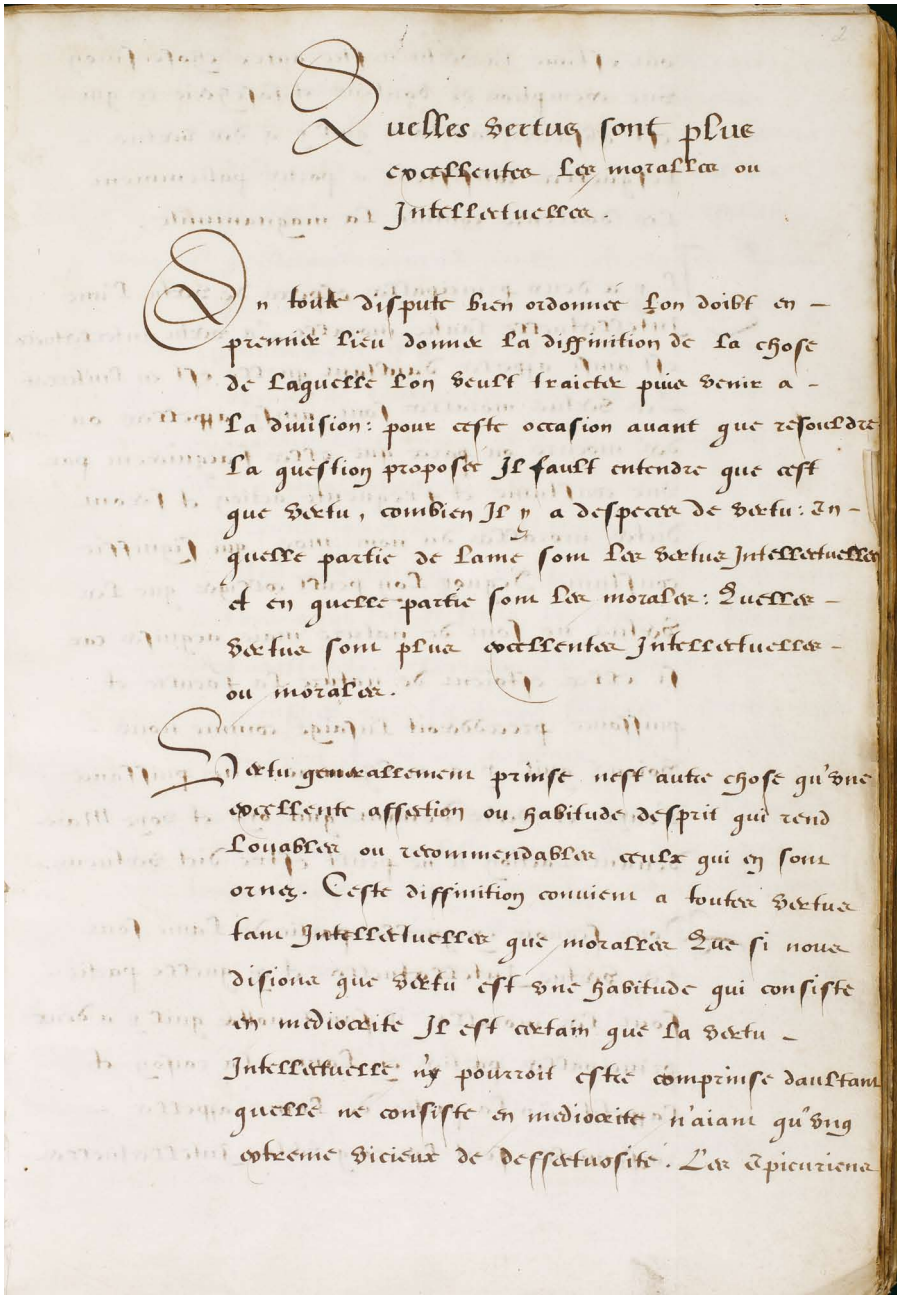 2
Quelles vertus sont plus
excellentes les moralles ou
Intellectuelles.
En toute dispute bien ordonnee lon doibt en –
premier lieu donner la diffinition de la chose
de laquelle lon veult traicter puis venir a –
la diuision: pour ceste occasion auant que resouldre
la question proposee Il fault entendre que cest
que vertu, combien Il y a despeces de vertu: En –
quelle partie de lame sont les vertus Intellectuelles
et en quelle partie sont les morales: Quelles –
vertus sont plus excellentes Intellectuelles –
ou morales.
Vertu generallement prinse nest autre chose qu'vne
excellente affection ou habitude desprit qui rend
louables ou recommendables ceulx qui en sont
ornez. Ceste diffinition conuient a toutes vertus
tant Intellectuelles que moralles Que si nous
disions que vertu est vne habitude qui consiste
en mediocrite Il est certain que la vertu –
Intellectuelle n'y pourroit estre comprinse daultant
quelle ne consiste en mediocrite n'aiant qu'vng
extreme vicieux de deffectuosite. Les Epicuriens